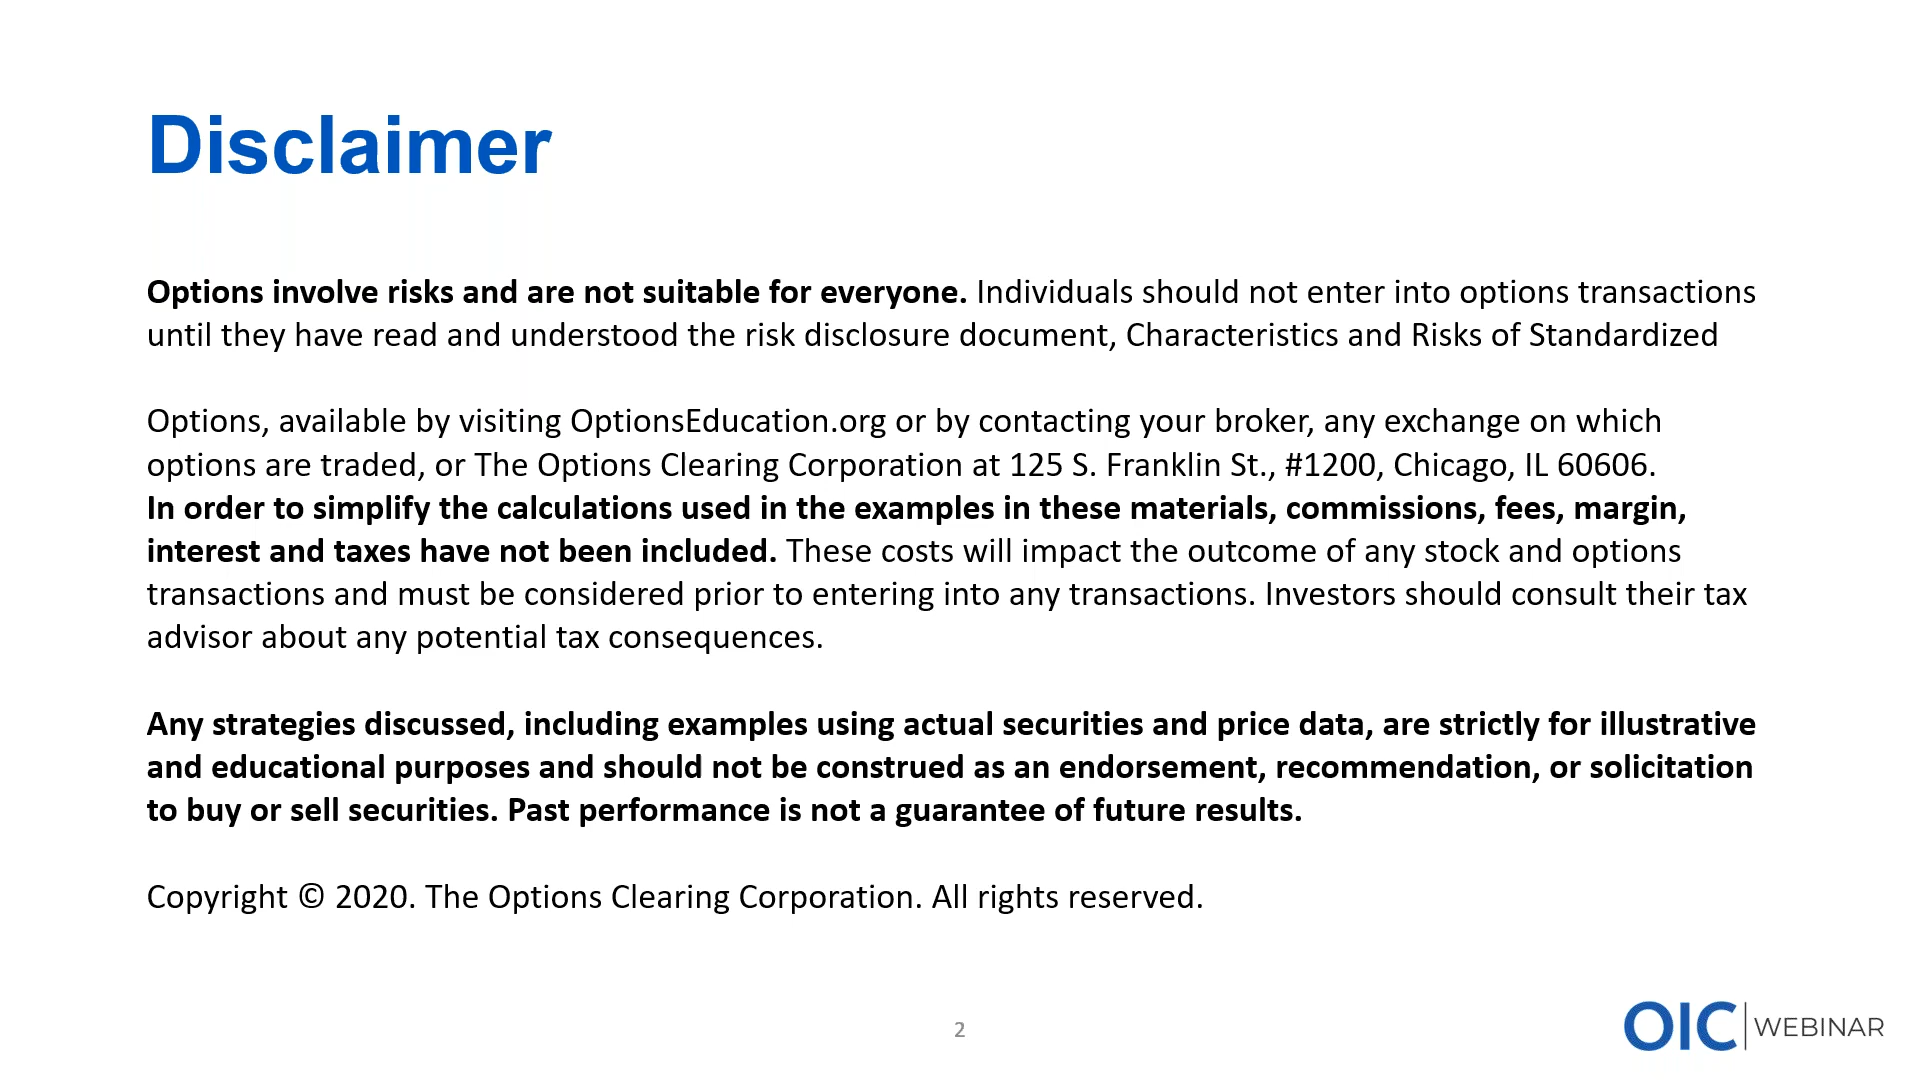 Disclaimer
Options involve risks and are not suitable for everyone. Individuals should not enter into options transactions
until they have read and understood the risk disclosure document, Characteristics and Risks of Standardized
Options, available by visiting OptionsEducation.org or by contacting your broker, any exchange on which
options are traded, or The Options Clearing Corporation at 125 S. Franklin St., #1200, Chicago, IL 60606.
In order to simplify the calculations used in the examples in these materials, commissions, fees, margin,
interest and taxes have not been included. These costs will impact the outcome of any stock and options
transactions and must be considered prior to entering into any transactions. Investors should consult their tax
advisor about any potential tax consequences.
Any strategies discussed, including examples using actual securities and price data, are strictly for illustrative
and educational purposes and should not be construed as an endorsement, recommendation, or solicitation
to buy or sell securities. Past performance is not a guarantee of future results.
Copyright © 2020. The Options Clearing Corporation. All rights reserved.
2
OIC WEBINAR